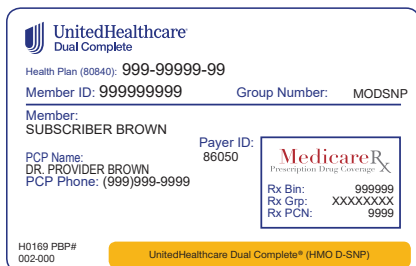 UnitedHealthcare®
Dual Complete
Health Plan (80840): 999-99999-99
Member ID: 999999999 Group Number: MODSNP
Member:
SUBSCRIBER BROWN
Payer ID:
86050
PCP Name:
DR. PROVIDER BROWN
PCP Phone: (999)999-9999
MedicareRx
Prescription Drug Coverage
Rx Bin: 999999
Rx Grp: XXXXXXXX
Rx PCN: 9999
H0169 PBP#
002-000
UnitedHealthcare Dual Complete® (HMO D-SNP)